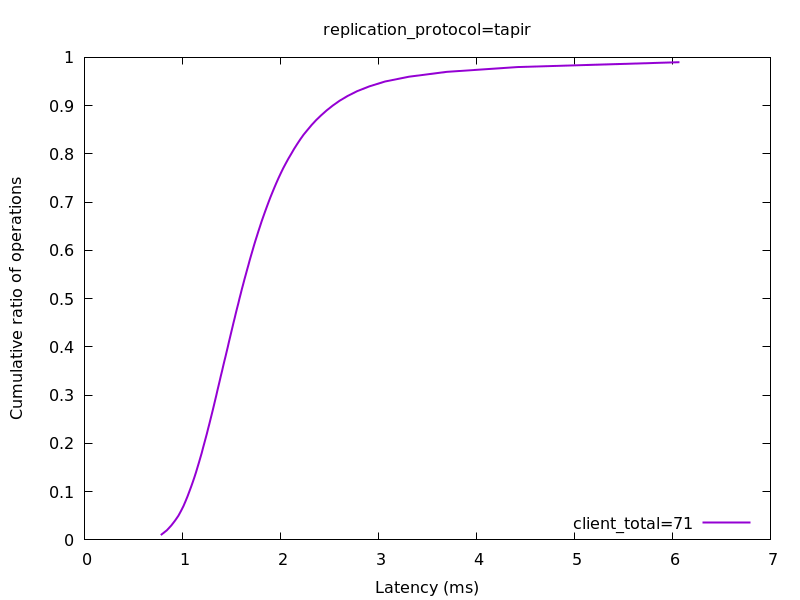 replication_protocol=tapir
1
0.9
0.8
0.7
0.6
0.5
0.4
0.3
0.2
0.1
0
Cumulative ratio of operations
client_total=71
0 1 2 3 4 5 6 7
Latency (ms)